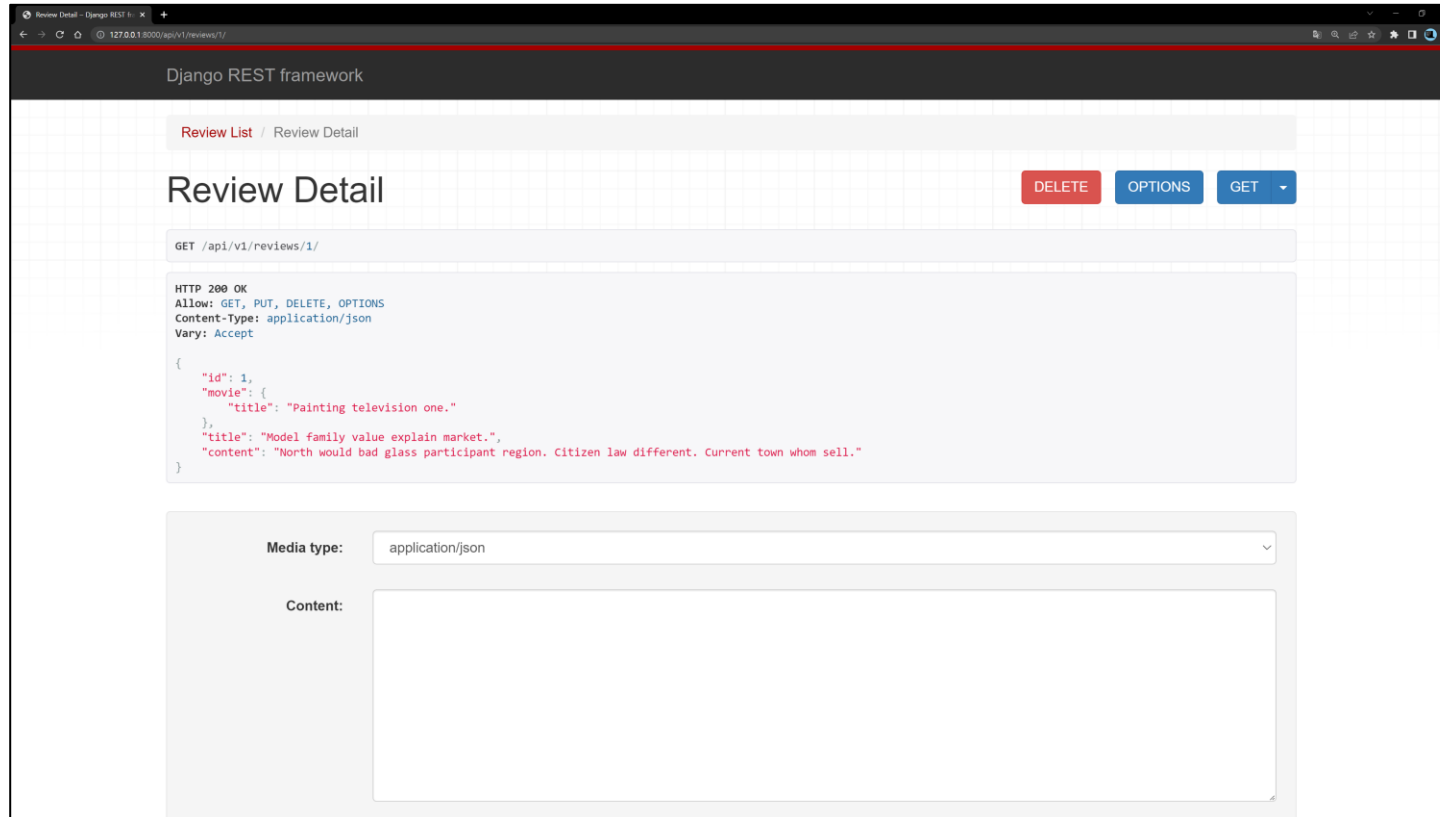 Review Detail – Django REST fr
127.0.0.1:8000/api/v1/reviews/1/
Django REST framework
Review List / Review Detail
Review Detail
DELETE OPTIONS GET
GET /api/v1/reviews/1/
HTTP 200 OK
Allow: GET, PUT, DELETE, OPTIONS
Content-Type: application/json
Vary: Accept
{
    "id": 1,
    "movie": {
        "title": "Painting television one."
    },
    "title": "Model family value explain market.",
    "content": "North would bad glass participant region. Citizen law different. Current town whom sell."
}
Media type: application/json
Content: